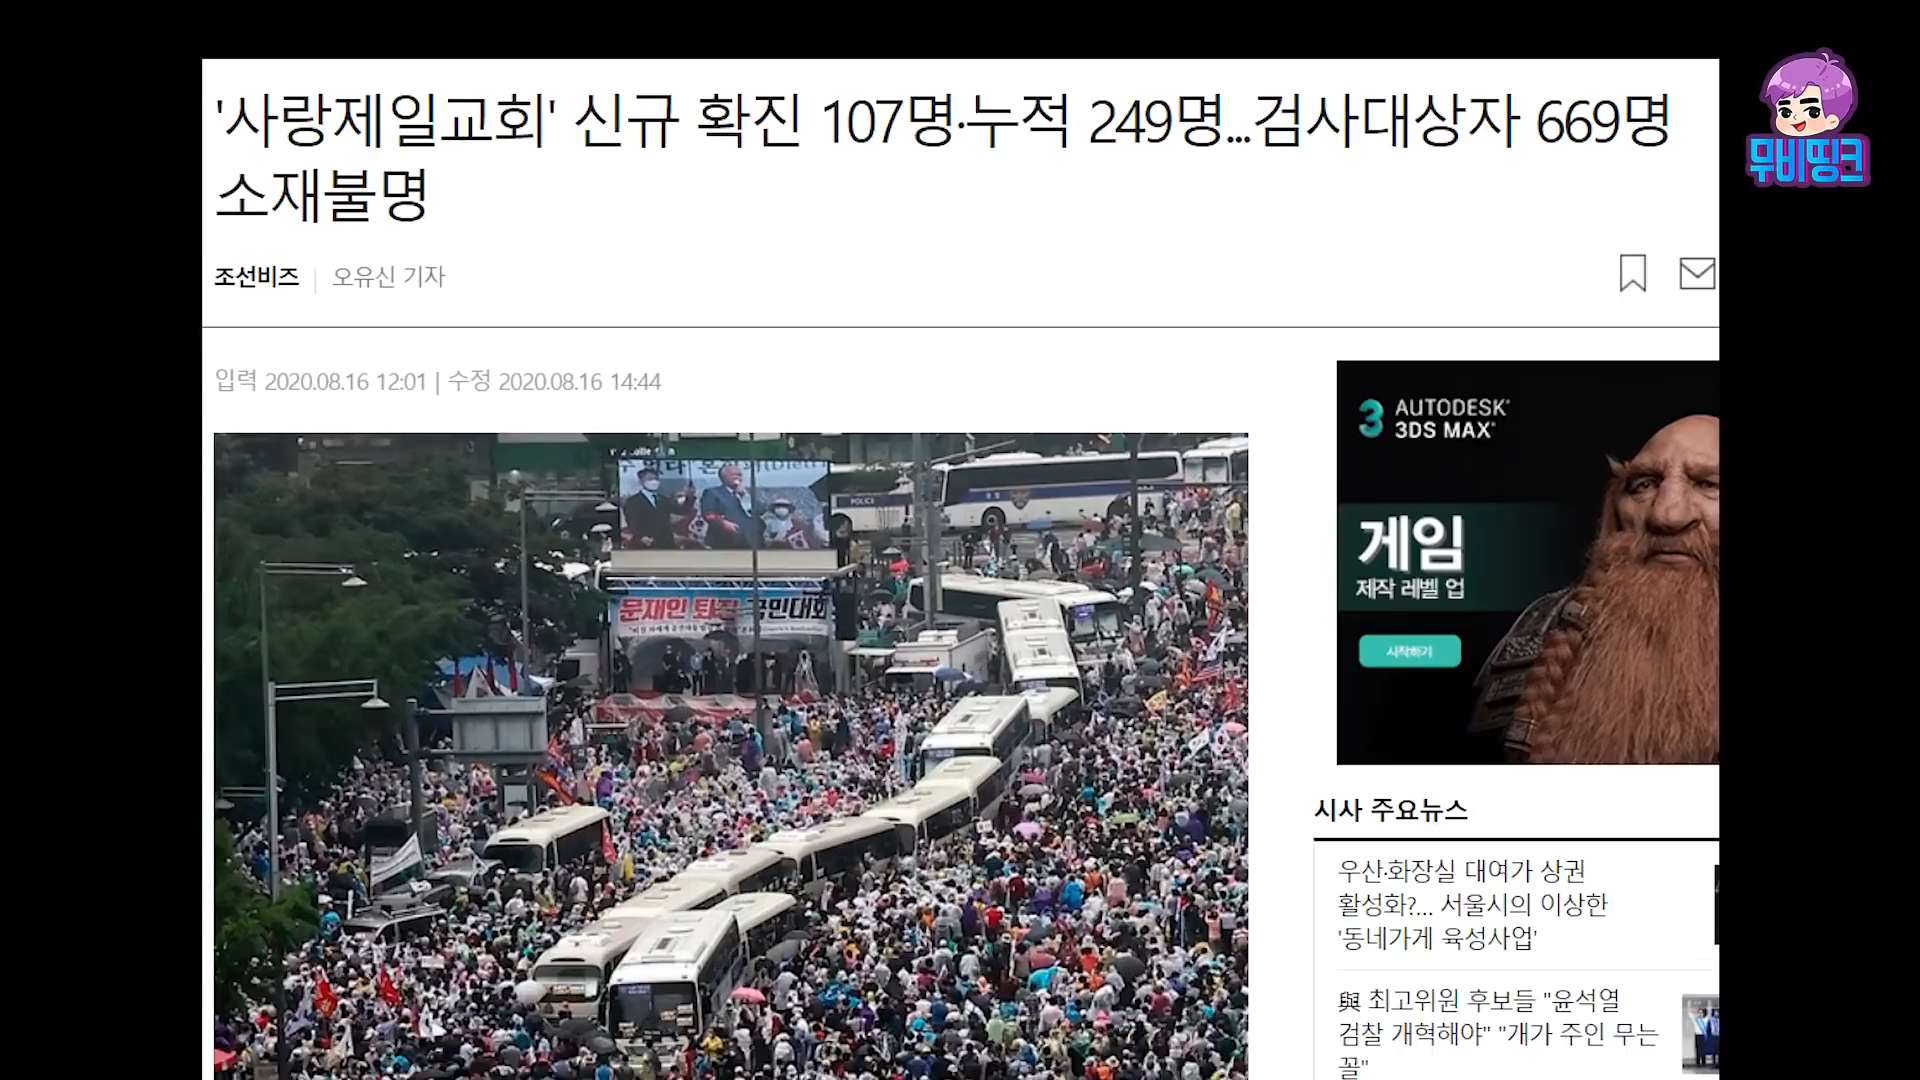 '사랑제일교회' 신규 확진 107명·누적 249명...검사대상자 669명
소재불명
무비띵크
조선비즈 | 오유신 기자
입력 2020.08.16 12:01 | 수정 2020.08.16 14:44
AUTODESK®
3DS MAX®
게임
제작 레벨 업
시작하기
POLICE
문재인 퇴진 국민대회
시사 주요뉴스
우산·화장실 대여가 상권
활성화?... 서울시의 이상한
'동네가게 육성사업'
與 최고위원 후보들 "윤석열
검찰 개혁해야" "개가 주인 무는
꼴"